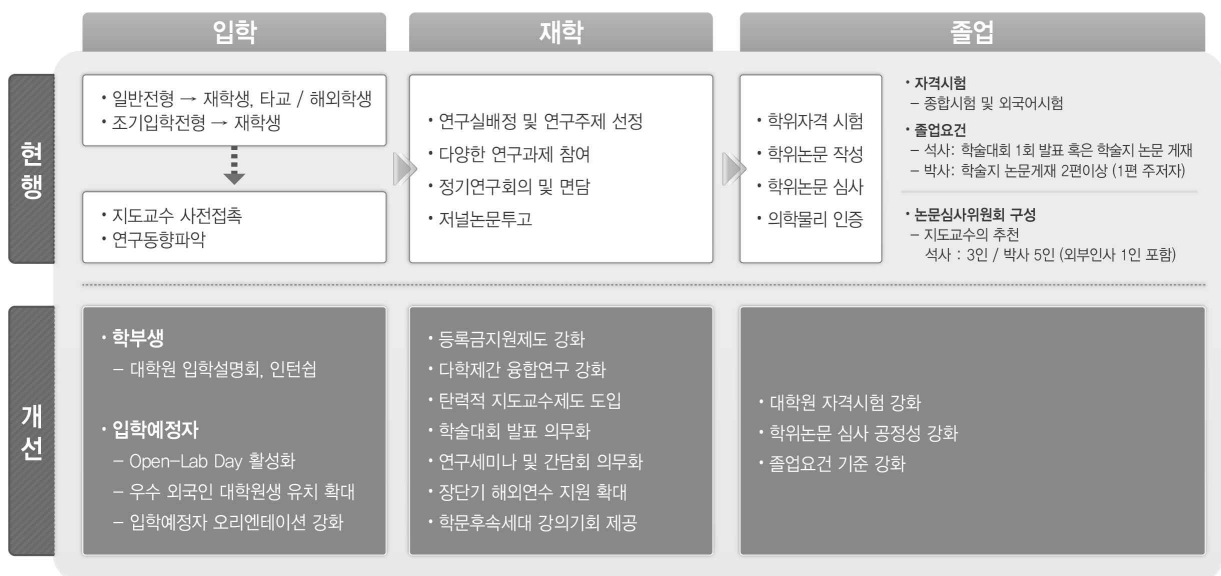 입학
재학
졸업
현행
• 일반전형 → 재학생, 타교 / 해외학생
• 조기입학전형 → 재학생
• 지도교수 사전접촉
• 연구동향파악
• 연구실배정 및 연구주제 선정
• 다양한 연구과제 참여
• 정기연구회의 및 면담
• 저널논문투고
• 학위자격 시험
• 학위논문 작성
• 학위논문 심사
• 의학물리 인증
• 자격시험
– 종합시험 및 외국어시험
• 졸업요건
– 석사: 학술대회 1회 발표 혹은 학술지 논문 게재
– 박사: 학술지 논문게재 2편이상 (1편 주저자)
• 논문심사위원회 구성
– 지도교수의 추천
석사 : 3인 / 박사 5인 (외부인사 1인 포함)
개선
• 학부생
– 대학원 입학설명회, 인턴쉽
• 입학예정자
– Open-Lab Day 활성화
– 우수 외국인 대학원생 유치 확대
– 입학예정자 오리엔테이션 강화
• 등록금지원제도 강화
• 다학제간 융합연구 강화
• 탄력적 지도교수제도 도입
• 학술대회 발표 의무화
• 연구세미나 및 간담회 의무화
• 장단기 해외연수 지원 확대
• 학문후속세대 강의기회 제공
• 대학원 자격시험 강화
• 학위논문 심사 공정성 강화
• 졸업요건 기준 강화